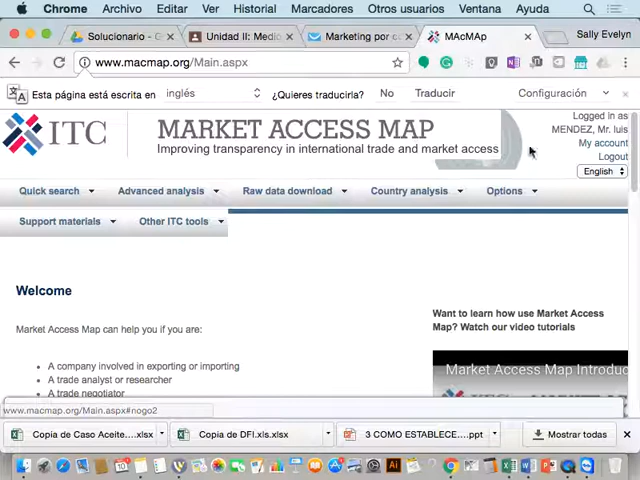 Chrome Archivo Editar Ver Historial Marcadores Otros usuarios Ventana Ayuda
Solucionario - G Unidad II: Medio Marketing por co MAcMAp Sally Evelyn
www.macmap.org/Main.aspx
Esta página está escrita en inglés ¿Quieres traducirla? No Traducir Configuración
ITC
MARKET ACCESS MAP
Improving transparency in international trade and market access
Logged in as
MENDEZ, Mr. luis
My account
Logout
English
Quick search Advanced analysis Raw data download Country analysis Options
Support materials Other ITC tools
Welcome
Want to learn how use Market Access
Map? Watch our video tutorials
Market Access Map can help you if you are:
A company involved in exporting or importing
A trade analyst or researcher
A trade negotiator
Market Access Map Introduc
www.macmap.org/Main.aspx#nogo2
Copia de Caso Aceite....xlsx Copia de DFI.xls.xlsx 3 COMO ESTABLECE....ppt Mostrar todas